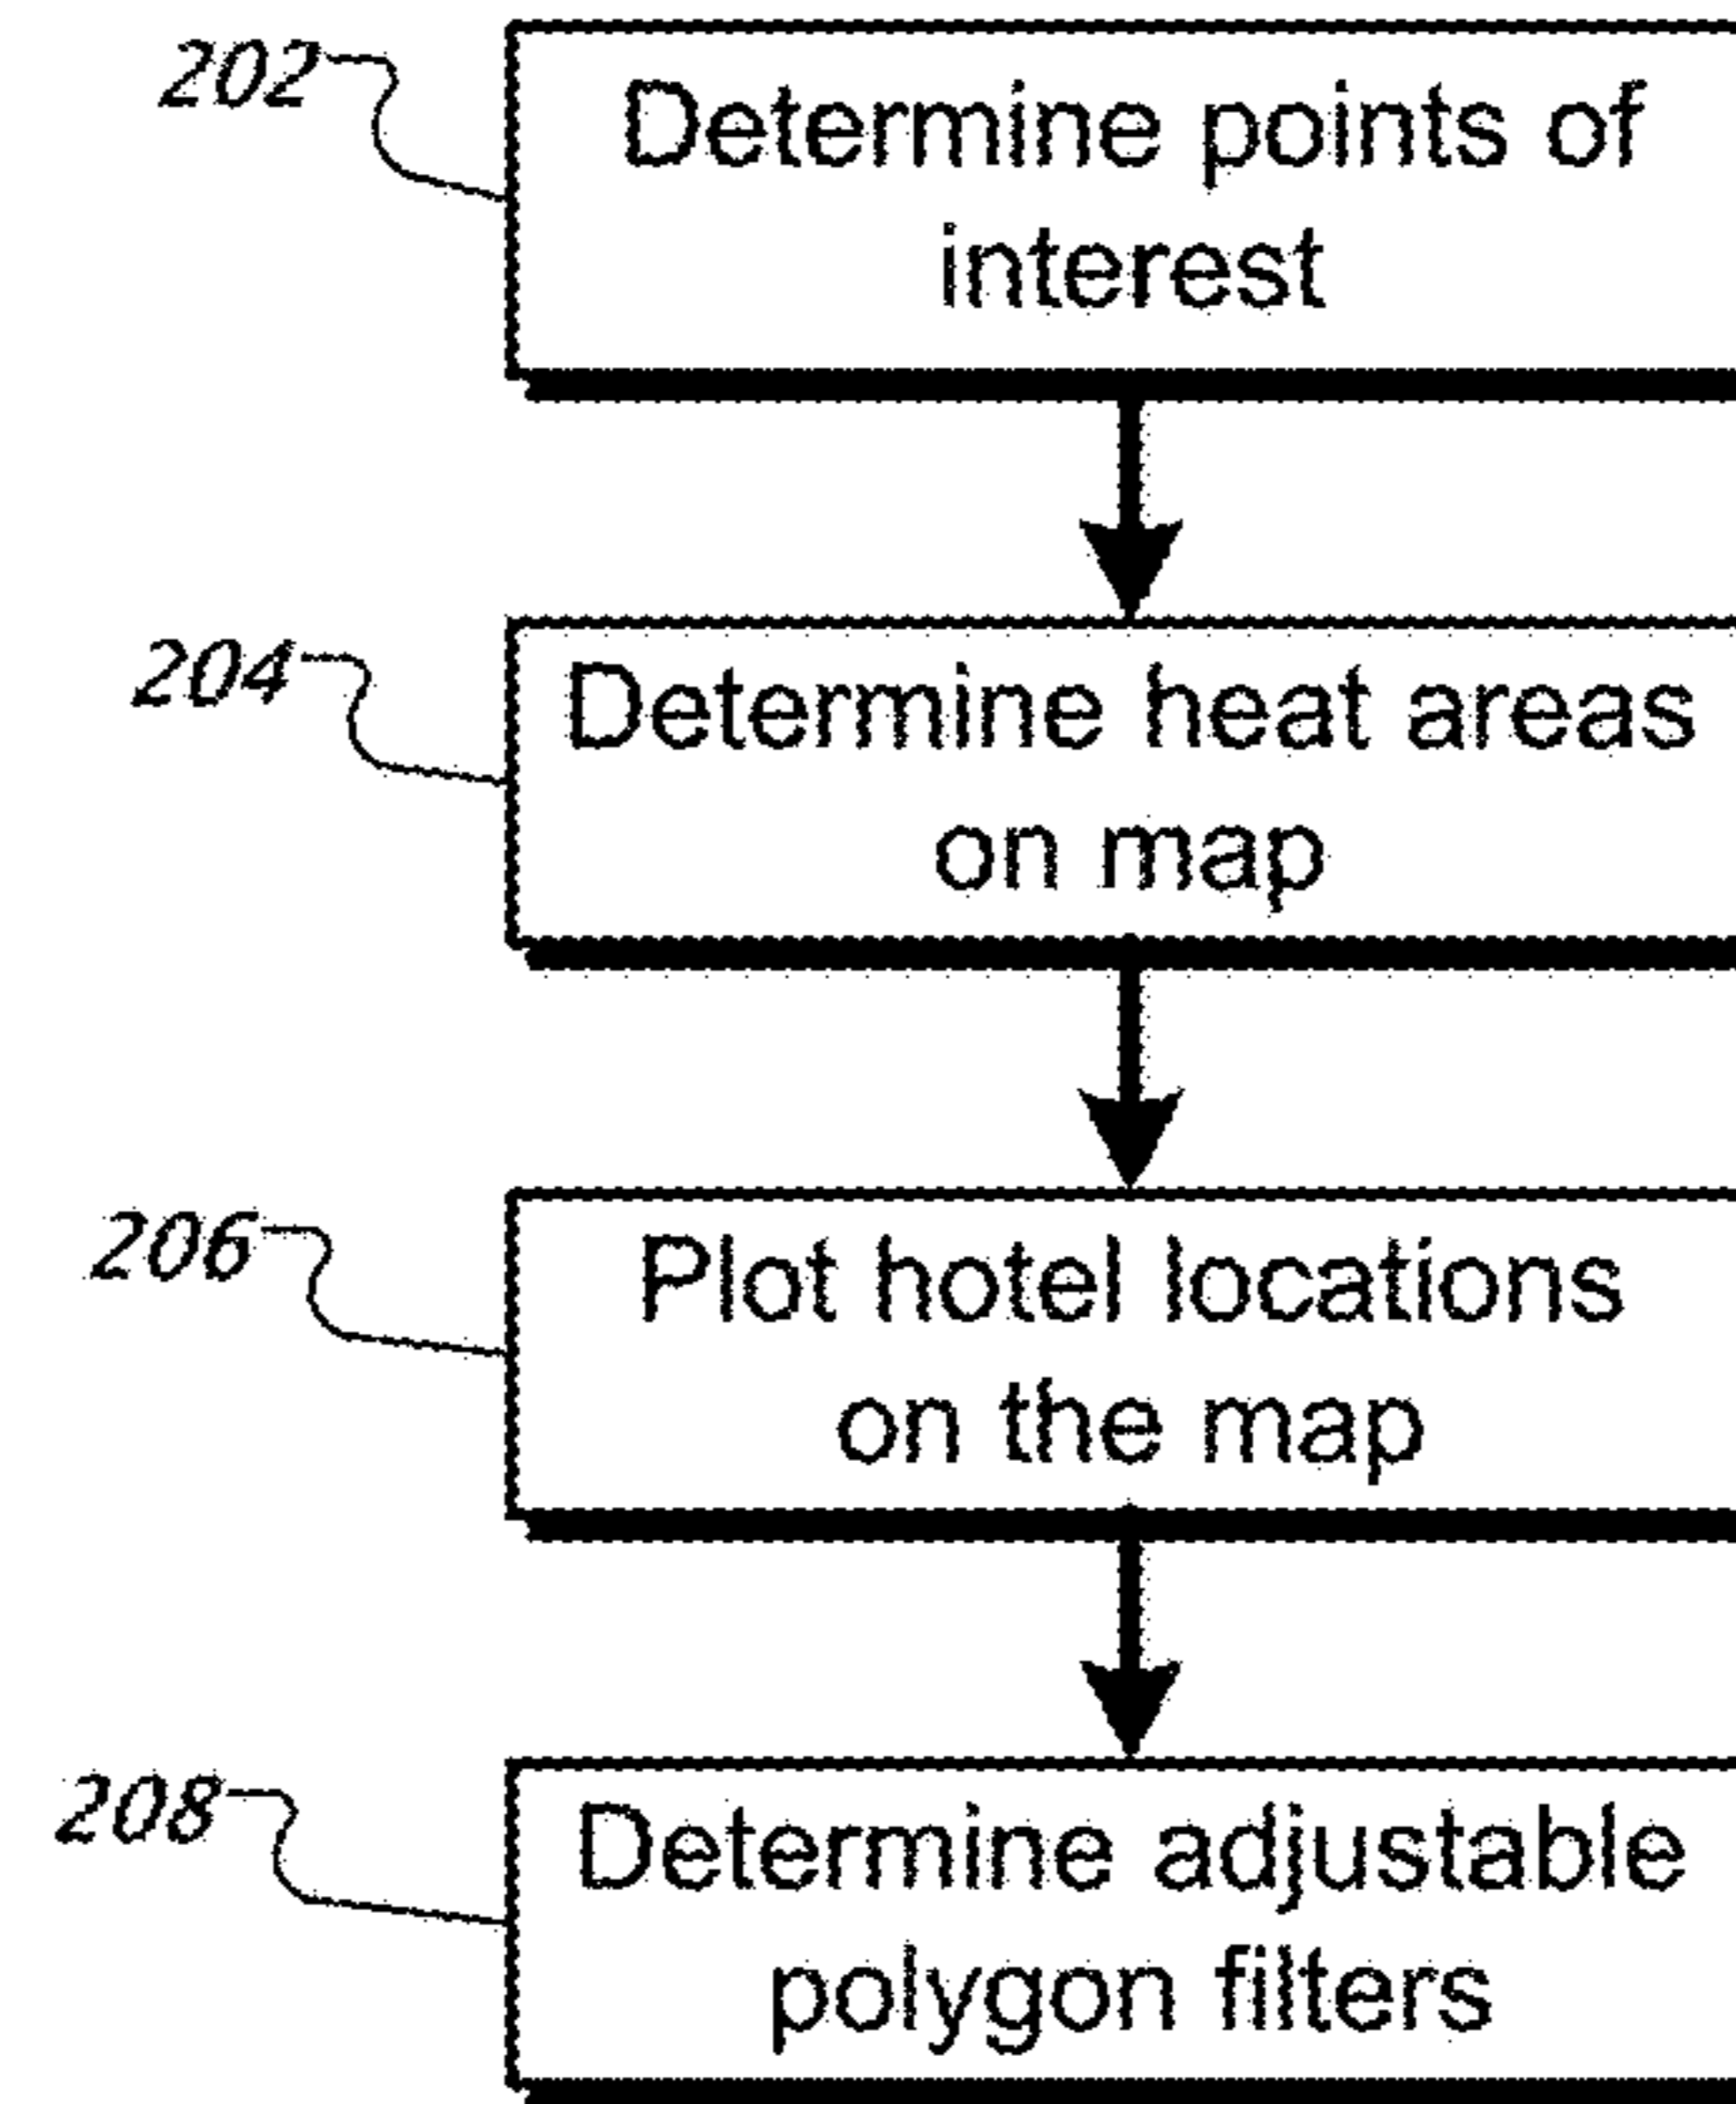 202
Determine points of
interest
204
Determine heat areas
on map
206
Plot hotel locations
on the map
208
Determine adjustable
polygon filters